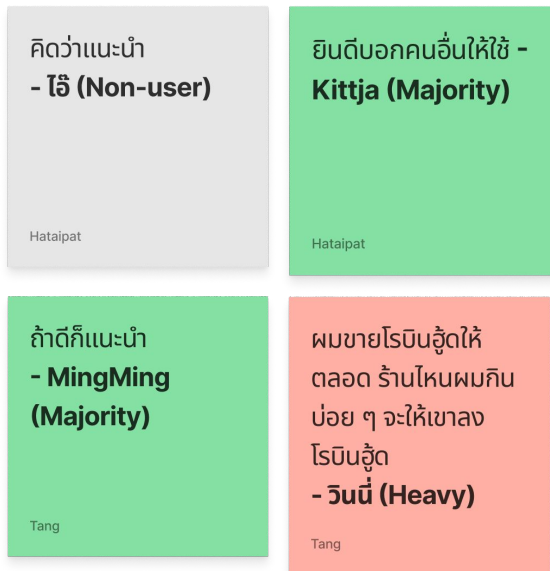 คิดว่าแนะนำ
- ไอ๊ (Non-user)
Hataipat
ยินดีบอกคนอื่นให้ใช้ -
Kittja (Majority)
Hataipat
ถ้าดีก็แนะนำ
- MingMing
(Majority)
Tang
ผมขายโรบินฮู้ดให้
ตลอด ร้านไหนผมกิน
บ่อย ๆ จะให้เขาลง
โรบินฮู้ด
- วินนี่ (Heavy)
Tang